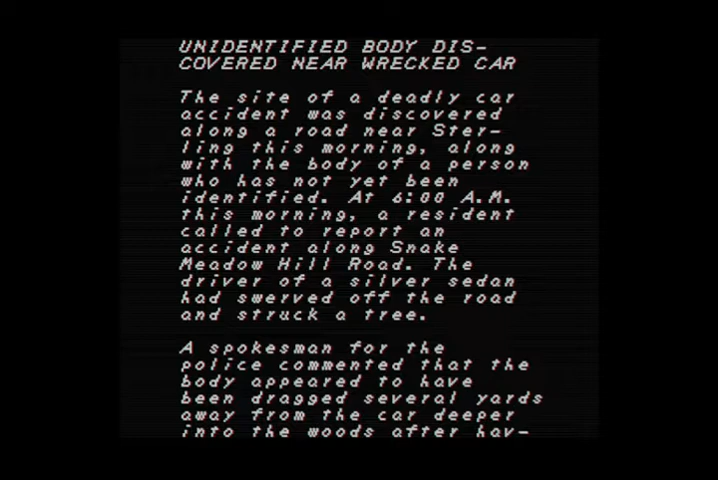 UNIDENTIFIED BODY DIS-
COVERED NEAR WRECKED CAR
The site of a deadly car
accident was discovered
along a road near Ster-
ling this morning, along
with the body of a person
who has not yet been
identified. At 6:00 A.M.
this morning, a resident
called to report an
accident along Snake
Meadow Hill Road. The
driver of a silver sedan
had swerved off the road
and struck a tree.
A spokesman for the
police commented that the
body appeared to have
been dragged several yards
away from the car deeper
into the woods after hav-